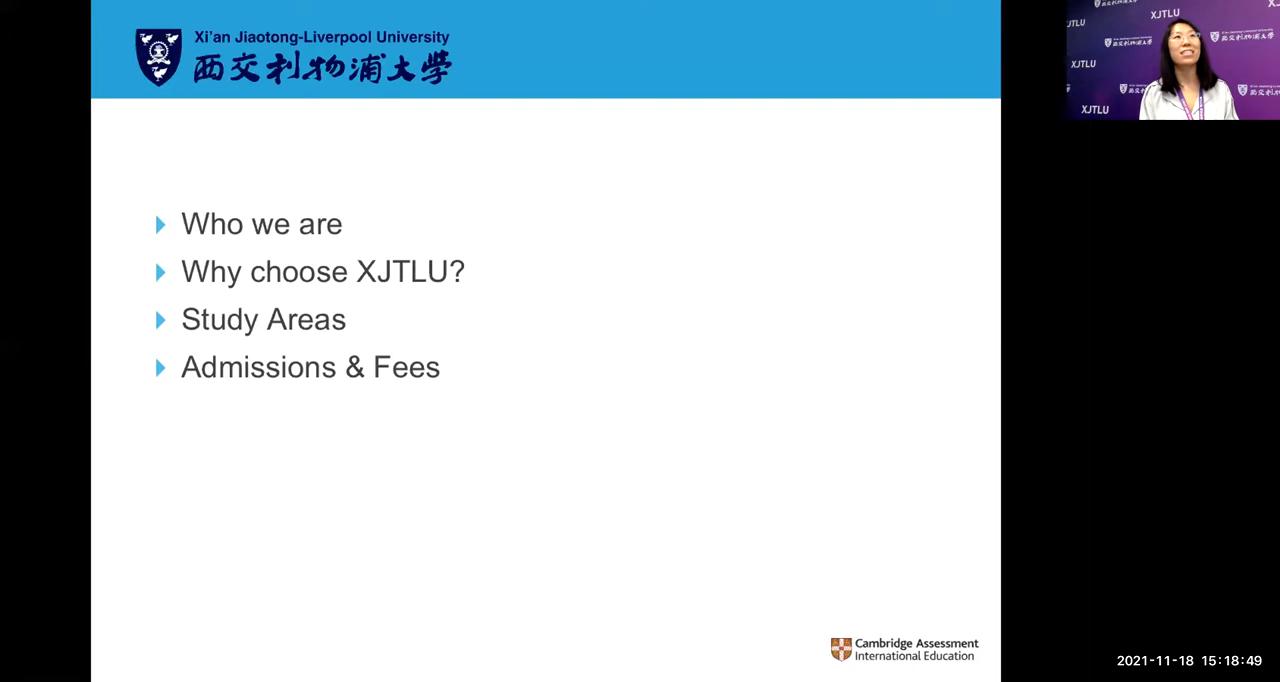 Xi'an Jiaotong-Liverpool University
西交利物浦大學
Who we are
Why choose XJTLU?
Study Areas
Admissions & Fees
Cambridge Assessment
International Education
2021-11-18 15:18:49
XJTLU
XJTLU
XJTLU